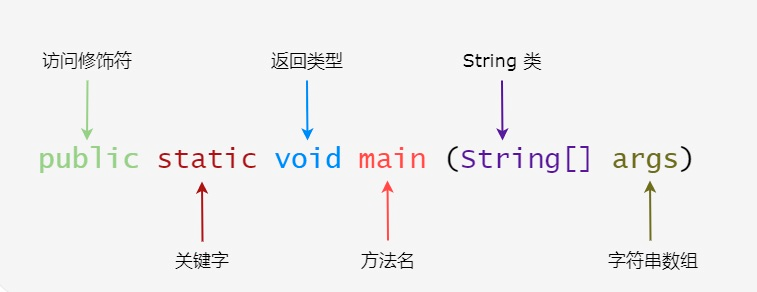 访问修饰符 返回类型 String 类
public static void main (String[] args)
关键字 方法名 字符串数组